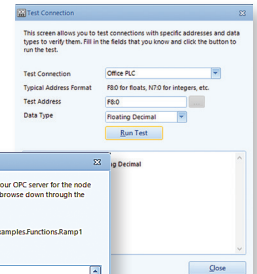 Test Connection
This screen allows you to test connections with specific addresses and data
types to verify them. Fill in the fields that you know and click the button to
run the test.
Test Connection
Office PLC
Typical Address Format
F8:0 for floats, N7:0 for integers, etc.
Test Address
F8:0
Data Type
Floating Decimal
Run Test
ng Decimal
our OPC server for the node
browse down through the
xamples.Functions.Ramp1
Close